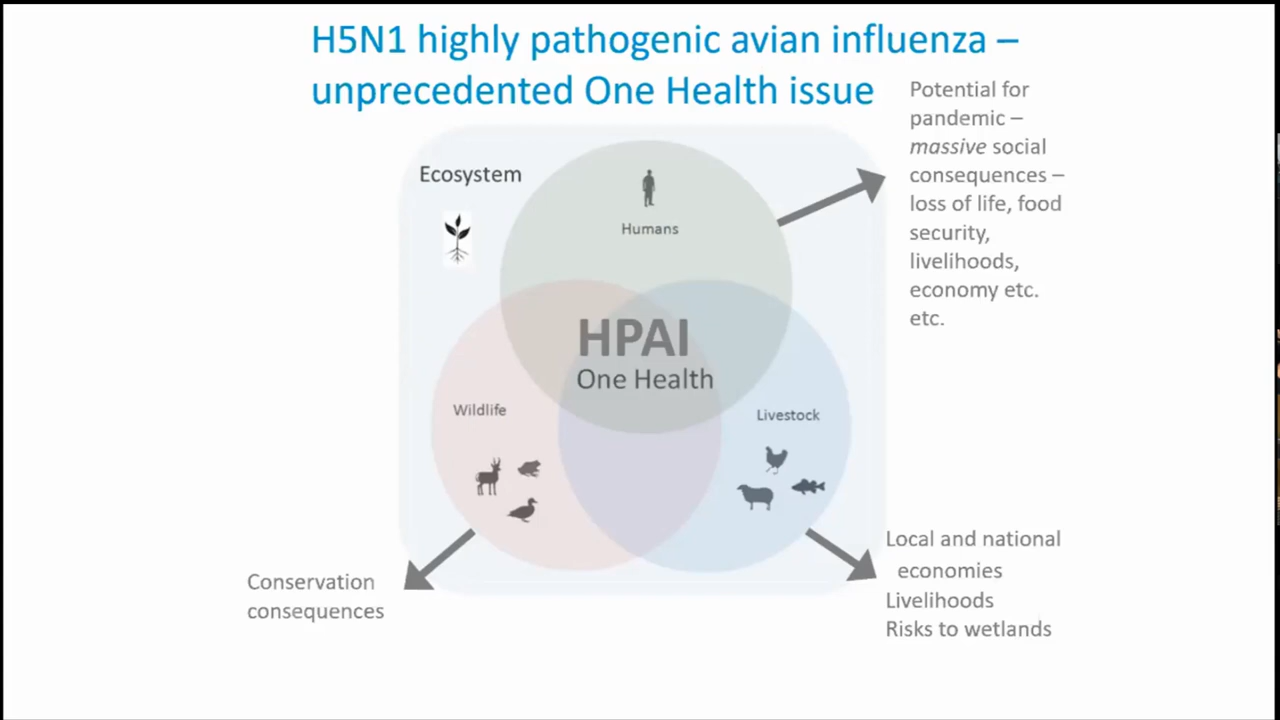 H5N1 highly pathogenic avian influenza –
unprecedented One Health issue
Potential for
pandemic –
massive social
consequences –
loss of life, food
security,
livelihoods,
economy etc.
etc.
Ecosystem
Humans
HPAI
One Health
Wildlife
Livestock
Conservation
consequences
Local and national
economies
Livelihoods
Risks to wetlands